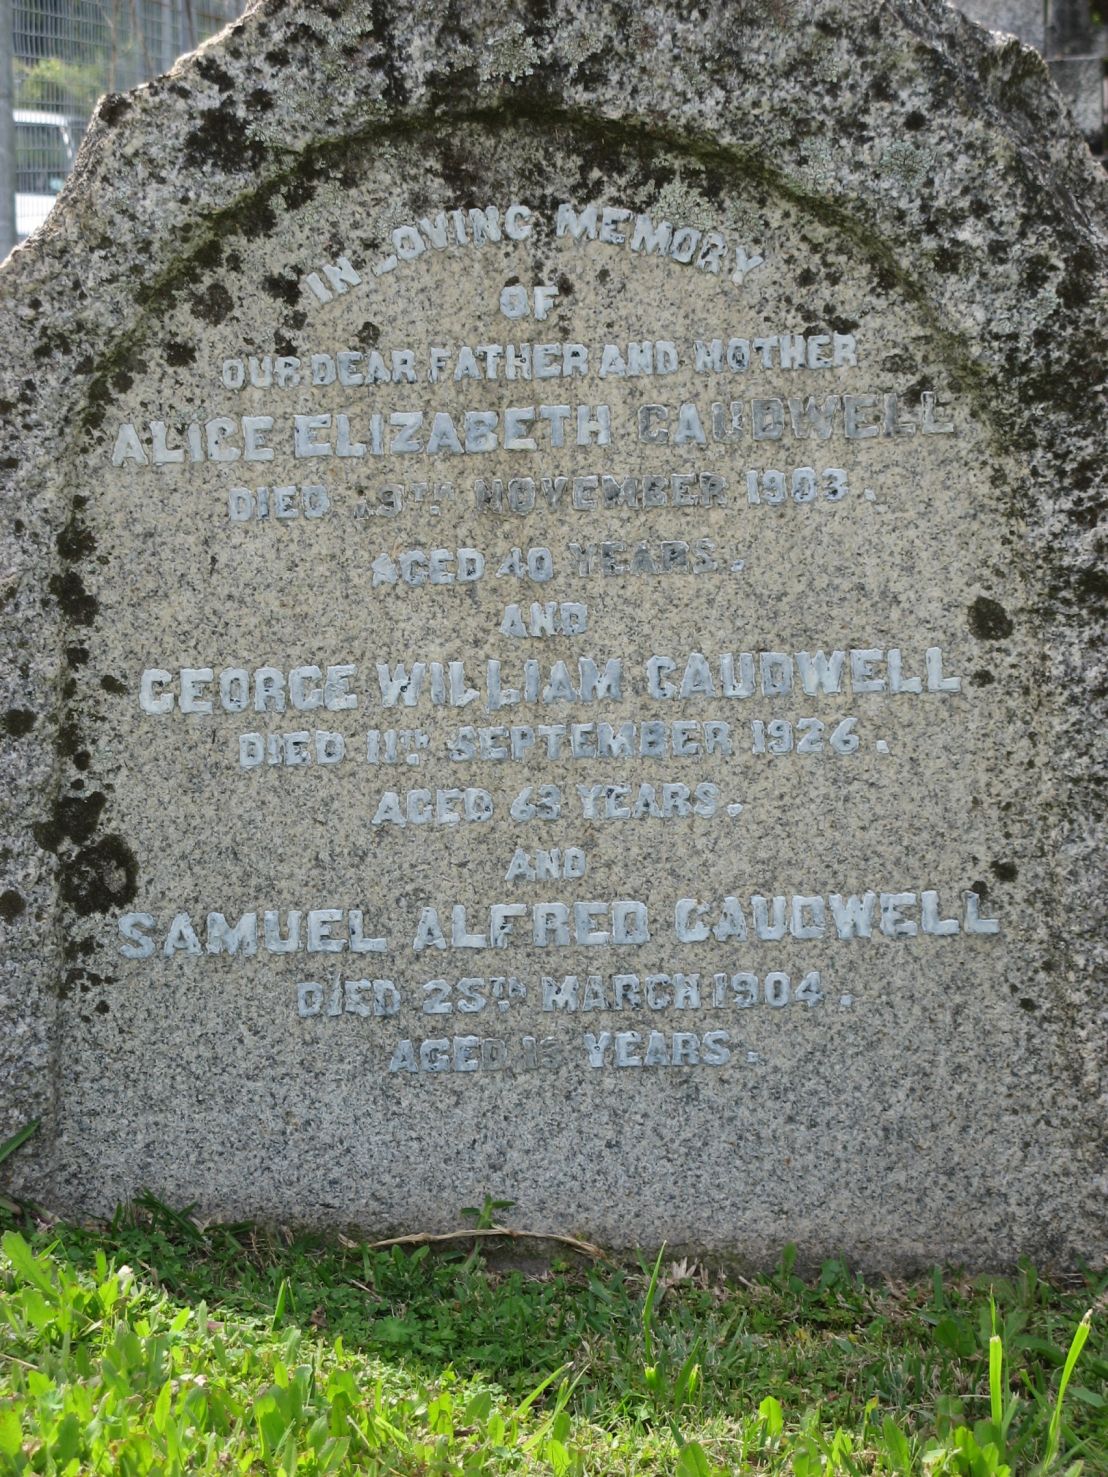 IN LOVING MEMORY
OF
OUR DEAR FATHER AND MOTHER
ALICE ELIZABETH CAUDWELL
DIED NOVEMBER 1903.
AGED 40 YEARS.
AND
GEORGE WILLIAM CAUDWELL
DIED 11TH SEPTEMBER 1926.
AGED 63 YEARS.
AND
SAMUEL ALFRED CAUDWELL
DIED 25TH MARCH 1904.
AGED YEARS.